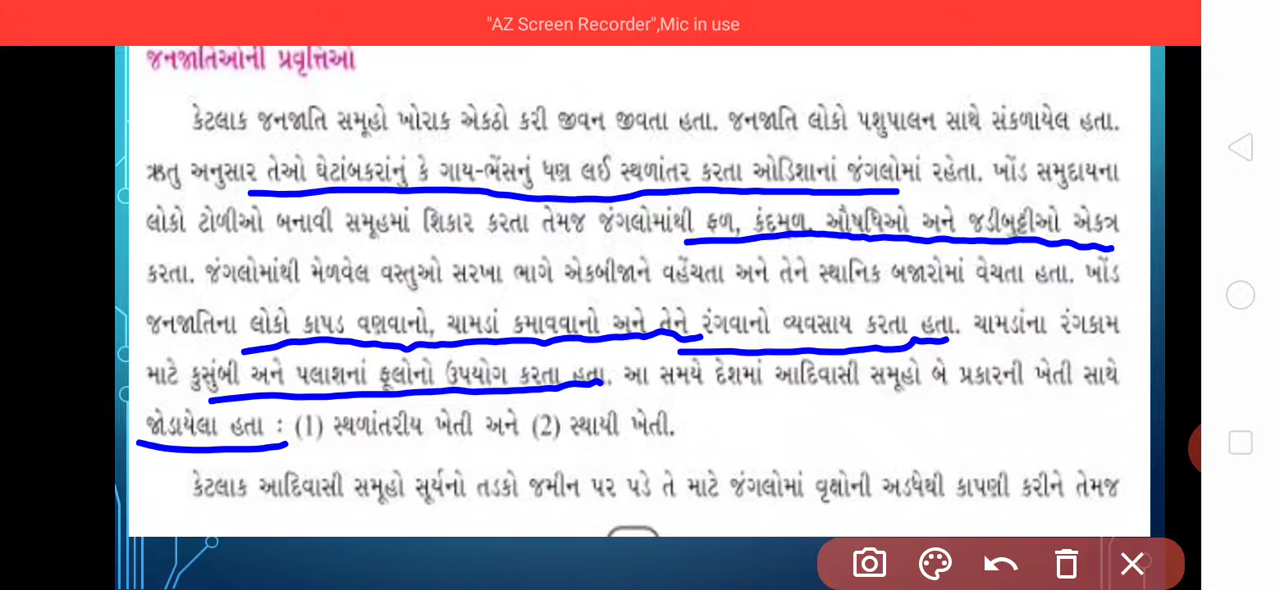 "AZ Screen Recorder",Mic in use
જનજાતિઓની પ્રવૃત્તિઓ
કેટલાક જનજાતિ સમૂહો ખોરાક એકઠો કરી જીવન જીવતા હતા. જનજાતિ લોકો પશુપાલન સાથે સંકળાયેલ હતા.
ઋતુ અનુસાર તેઓ ઘેટાંબકરાંનું કે ગાય-ભેંસનું ધણ લઈ સ્થળાંતર કરતા ઓડિશાનાં જંગલોમાં રહેતા. ખોંડ સમુદાયના
લોકો ટોળીઓ બનાવી સમૂહમાં શિકાર કરતા તેમજ જંગલોમાંથી ફળ, કંદમૂળ, ઔષધિઓ અને જડીબુટ્ટીઓ એકત્ર
કરતા. જંગલોમાંથી મેળવેલ વસ્તુઓ સરખા ભાગે એકબીજાને વહેંચતા અને તેને સ્થાનિક બજારોમાં વેચતા હતા. ખોંડ
જનજાતિના લોકો કાપડ વણવાનો, ચામડાં કમાવવાનો અને તેને રંગવાનો વ્યવસાય કરતા હતા. ચામડાંના રંગકામ
માટે કુસુંબી અને પલાશનાં ફૂલોનો ઉપયોગ કરતા હતા. આ સમયે દેશમાં આદિવાસી સમૂહો બે પ્રકારની ખેતી સાથે
જોડાયેલા હતા : (1) સ્થળાંતરીય ખેતી અને (2) સ્થાયી ખેતી.
કેટલાક આદિવાસી સમૂહો સૂર્યનો તડકો જમીન પર પડે તે માટે જંગલોમાં વૃક્ષોની અડધેથી કાપણી કરીને તેમજ